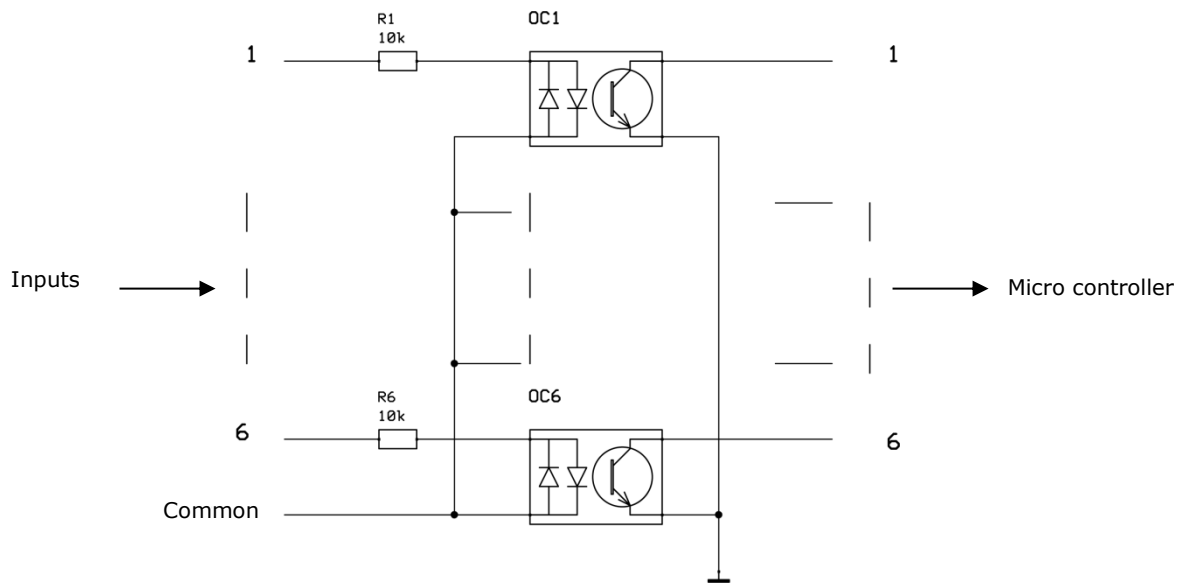 R1
10k
OC1
1
1
Inputs
Micro controller
R6
10k
OC6
6
6
Common